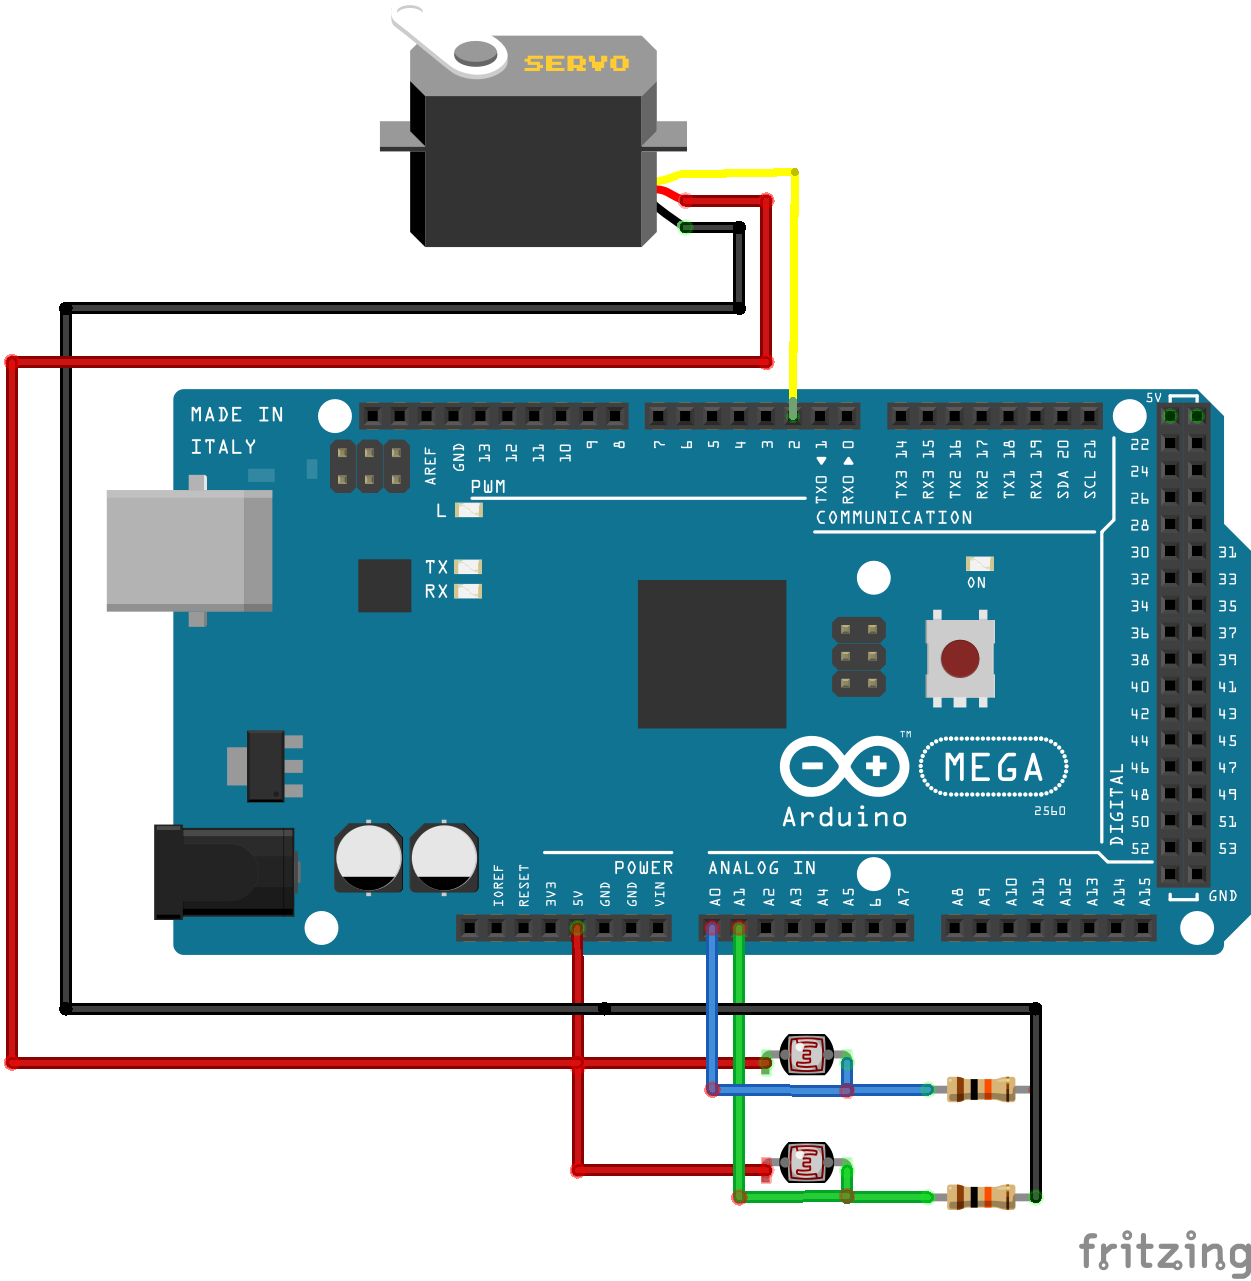 SERVO
MADE IN
ITALY
5V
AREF
GND
13
12
11
10
9
8
7
6
5
4
3
2
TX0 1
RX0 0
TX3 14
RX3 15
TX2 16
RX2 17
TX1 18
RX1 19
SDA 20
SCL 21
PWM
COMMUNICATION
L
TX
RX
ON
22
24
26
28
30 31
32 33
34 35
36 37
38 39
40 41
42 43
44 45
46 47
48 49
50 51
52 53
DIGITAL
GND
MEGA
TM
Arduino
2560
POWER
ANALOG IN
IOREF
RESET
3V3
5V
GND
GND
VIN
A0
A1
A2
A3
A4
A5
6
A7
A8
A9
A10
A11
A12
A13
A14
A15
fritzing